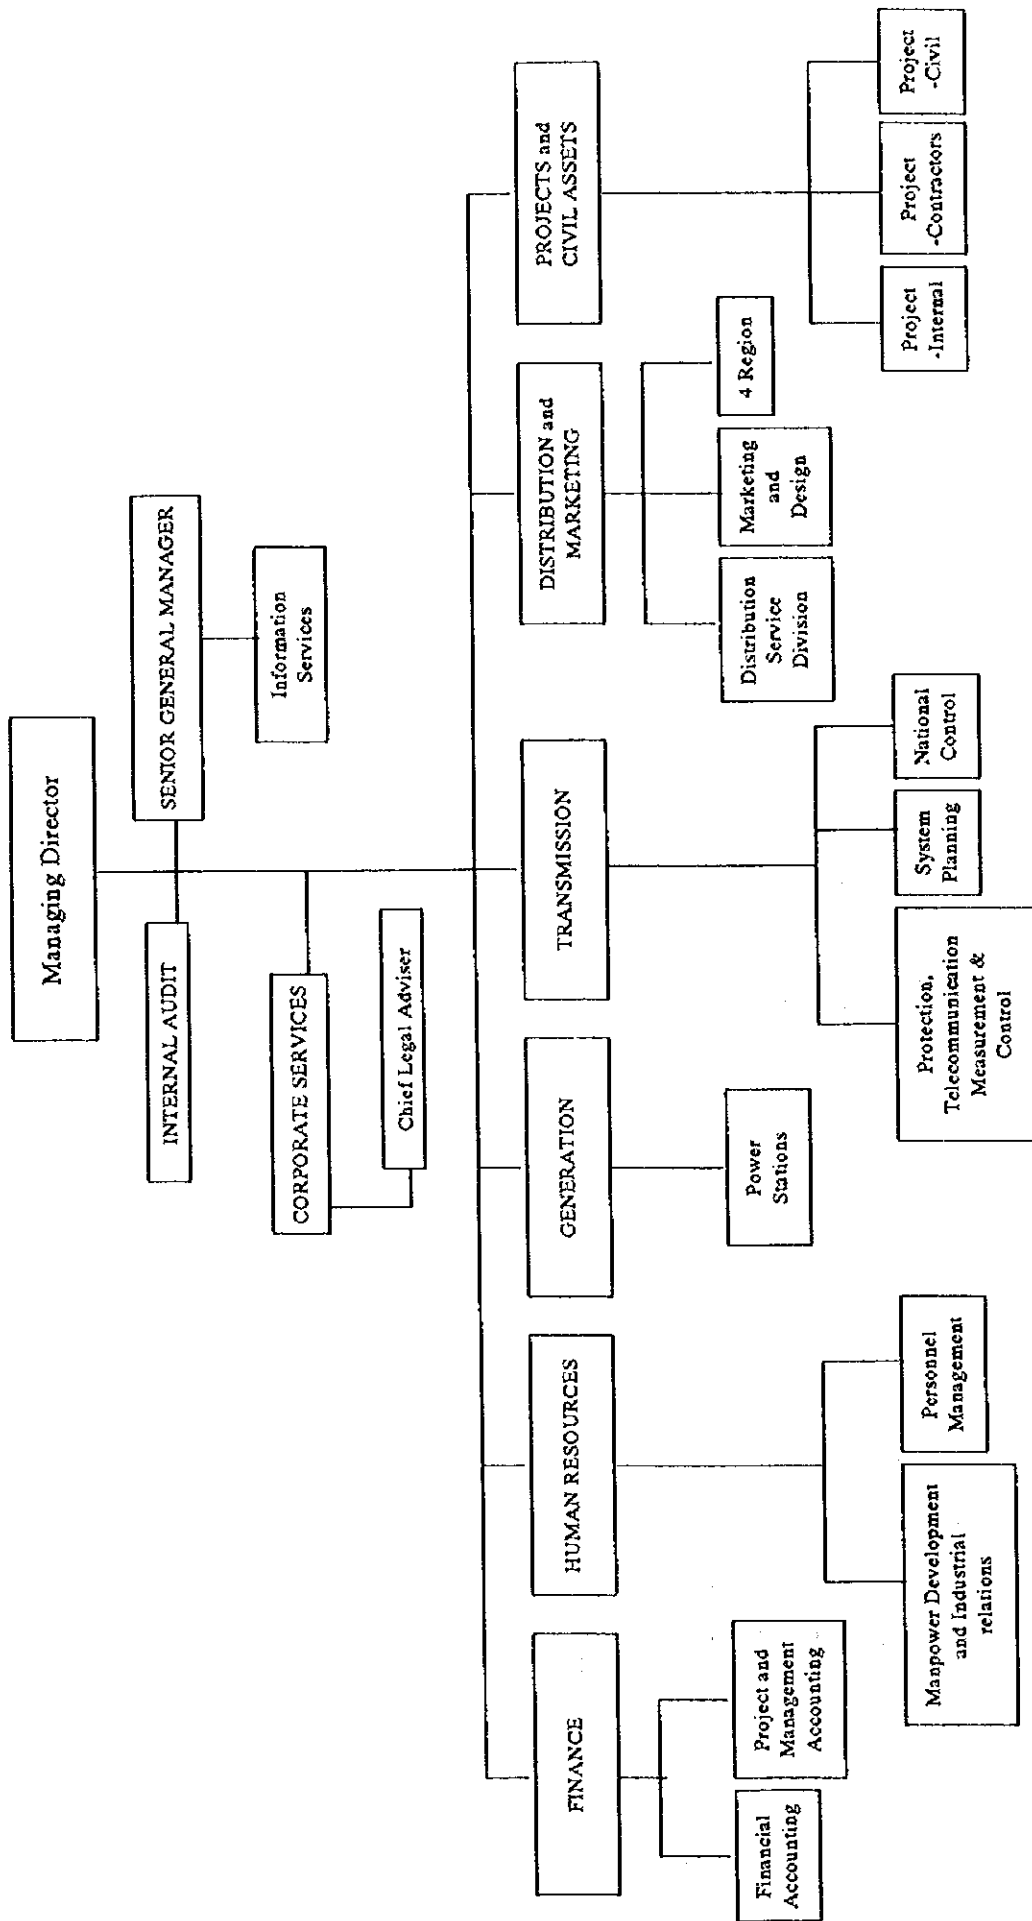 Managing Director
INTERNAL AUDIT
SENIOR GENERAL MANAGER
Information
Services
CORPORATE SERVICES
Chief Legal Adviser
FINANCE
HUMAN RESOURCES
GENERATION
TRANSMISSION
DISTRIBUTION and
MARKETING
PROJECTS and
CIVIL ASSETS
Financial
Accounting
Project and
Management
Accounting
Manpower Development
and Industrial
relations
Personnel
Management
Power
Stations
Protection,
Telecommunication
Measurement &
Control
System
Planning
National
Control
Distribution
Service
Division
Marketing
and
Design
4 Region
Project
-Internal
Project
-Contractors
Project
-Civil